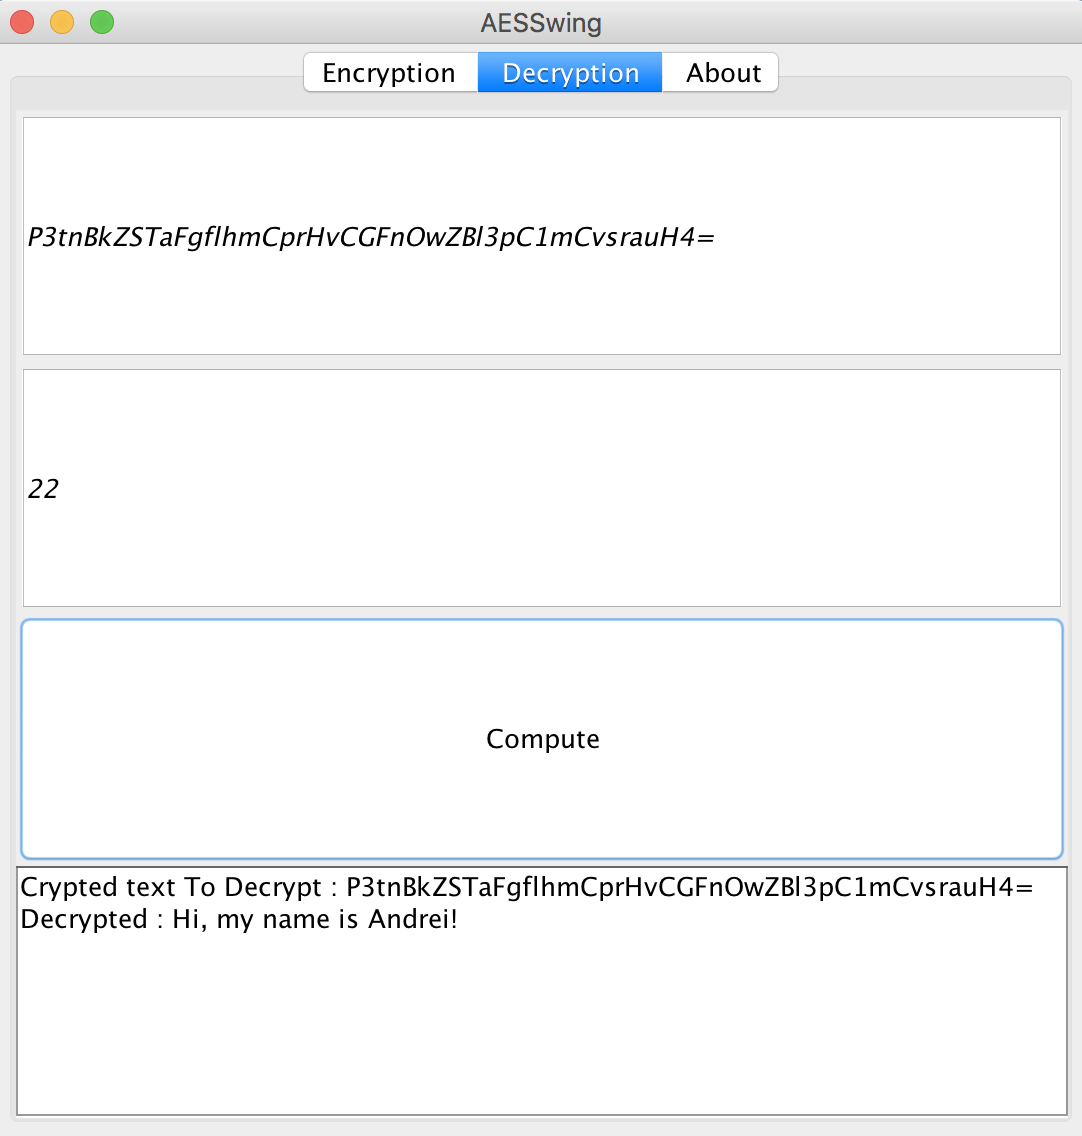 AESSwing
Encryption Decryption About
P3tnBkZSTaFgflhmCprHvCGFnOwZBl3pC1mCvsrauH4=
22
Compute
Crypted text To Decrypt : P3tnBkZSTaFgflhmCprHvCGFnOwZBl3pC1mCvsrauH4=
Decrypted : Hi, my name is Andrei!